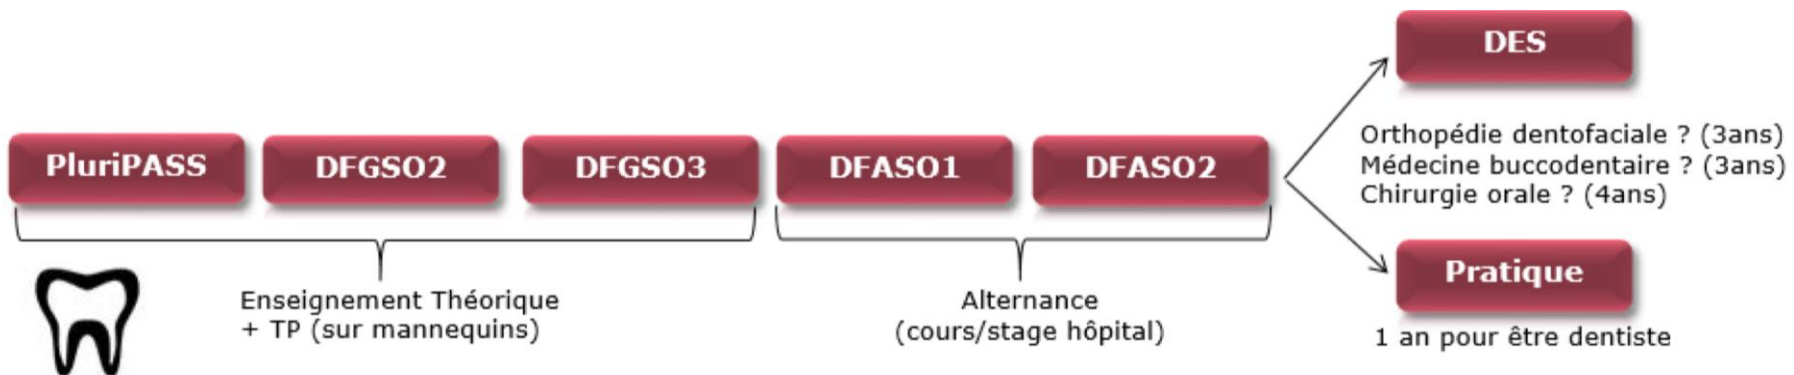 PluriPASS
DFGSO2
DFGSO3
DFASO1
DFASO2
Enseignement Théorique
+ TP (sur mannequins)
Alternance
(cours/stage hôpital)
DES
Orthopédie dentofaciale ? (3ans)
Médecine buccodentaire ? (3ans)
Chirurgie orale ? (4ans)
Pratique
1 an pour être dentiste